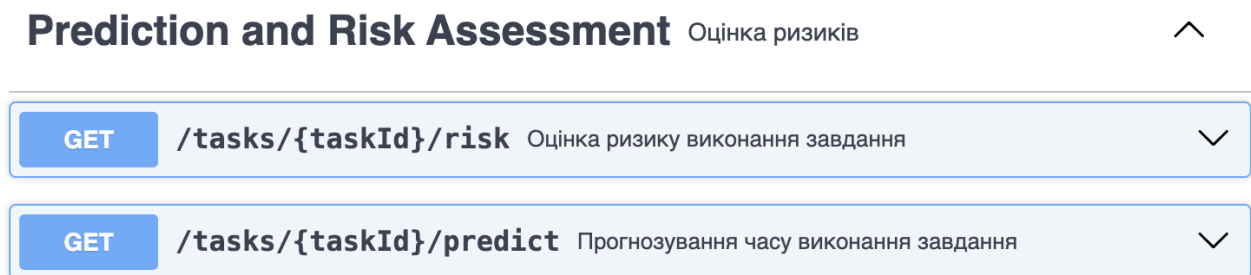 Prediction and Risk Assessment Оцінка ризиків
GET /tasks/{taskId}/risk Оцінка ризику виконання завдання
GET /tasks/{taskId}/predict Прогнозування часу виконання завдання